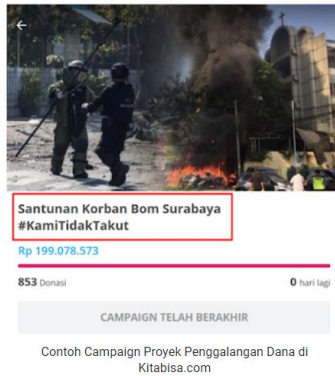 Santunan Korban Bom Surabaya
#KamiTidakTakut
Rp 199.078.573
853 Donasi 0 hari lagi
CAMPAIGN TELAH BERAKHIR
Contoh Campaign Proyek Penggalangan Dana di
Kitabisa.com